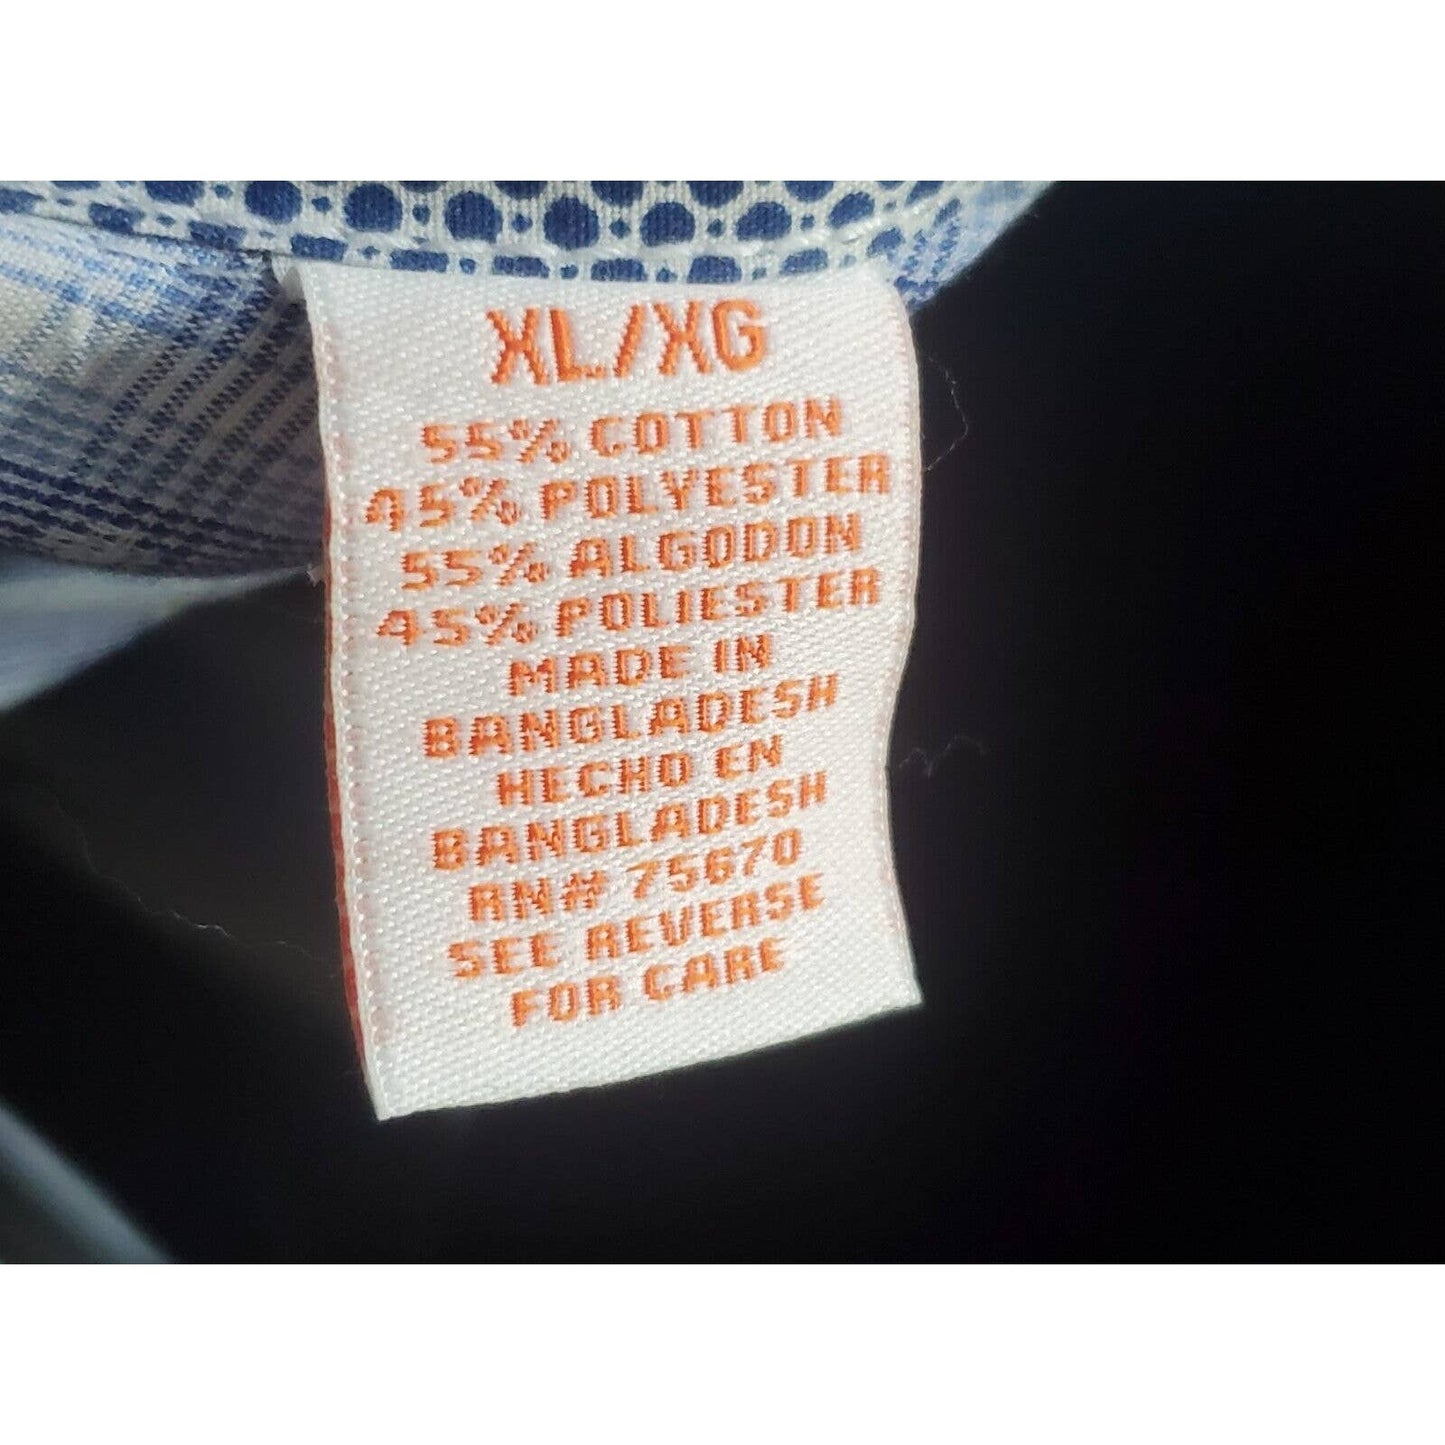 XL/XG
55% COTTON
45% POLYESTER
55% ALGODON
45% POLIESTER
MADE IN
BANGLADESH
HECHO EN
BANGLADESH
RN# 75670
SEE REVERSE
FOR CARE